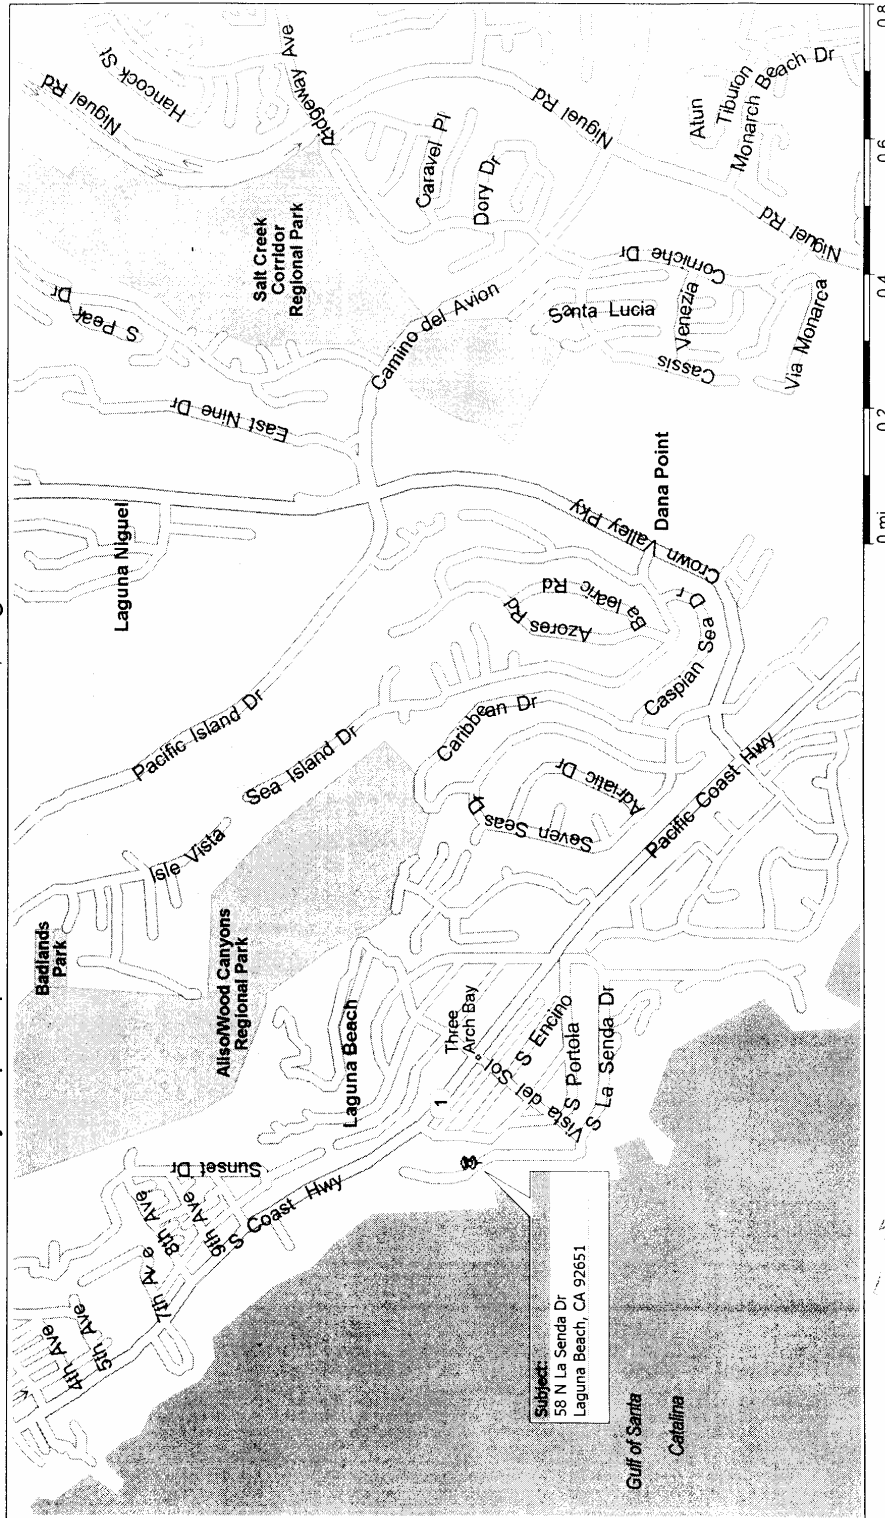 4th Ave
5th Ave
7th Ave
8th Ave
9th Ave
Sunset Dr
S Coast Hwy
Badlands
Park
Isle Vista
Aliso/Wood Canyons
Regional Park
Pacific Island Dr
Sea Island Dr
Laguna Niguel
East Nine Dr
S Peak Dr
Niguel Rd
Hancock St
Ridgeway Ave
Salt Creek
Corridor
Regional Park
Camino del Avion
Caravel Pl
Dory Dr
Niguel Rd
Laguna Beach
1
Three
Arch Bay
Vista del Sol
S Encino
S Portola
S La Senda Dr
Seven Seas Dr
Caribbean Dr
Adriatic Dr
Azores Rd
Balearic Rd
Caspian Sea Dr
Crown Valley Pky
Pacific Coast Hwy
Dana Point
Santa Lucia
Corniche Dr
Venezia
Cassis
Via Monarca
Niguel Rd
Atun
Tiburon
Monarch Beach Dr
Subject:
58 N La Senda Dr
Laguna Beach, CA 92651
Gulf of Santa
Catalina
0 mi
0.2
0.4
0.6
0.8